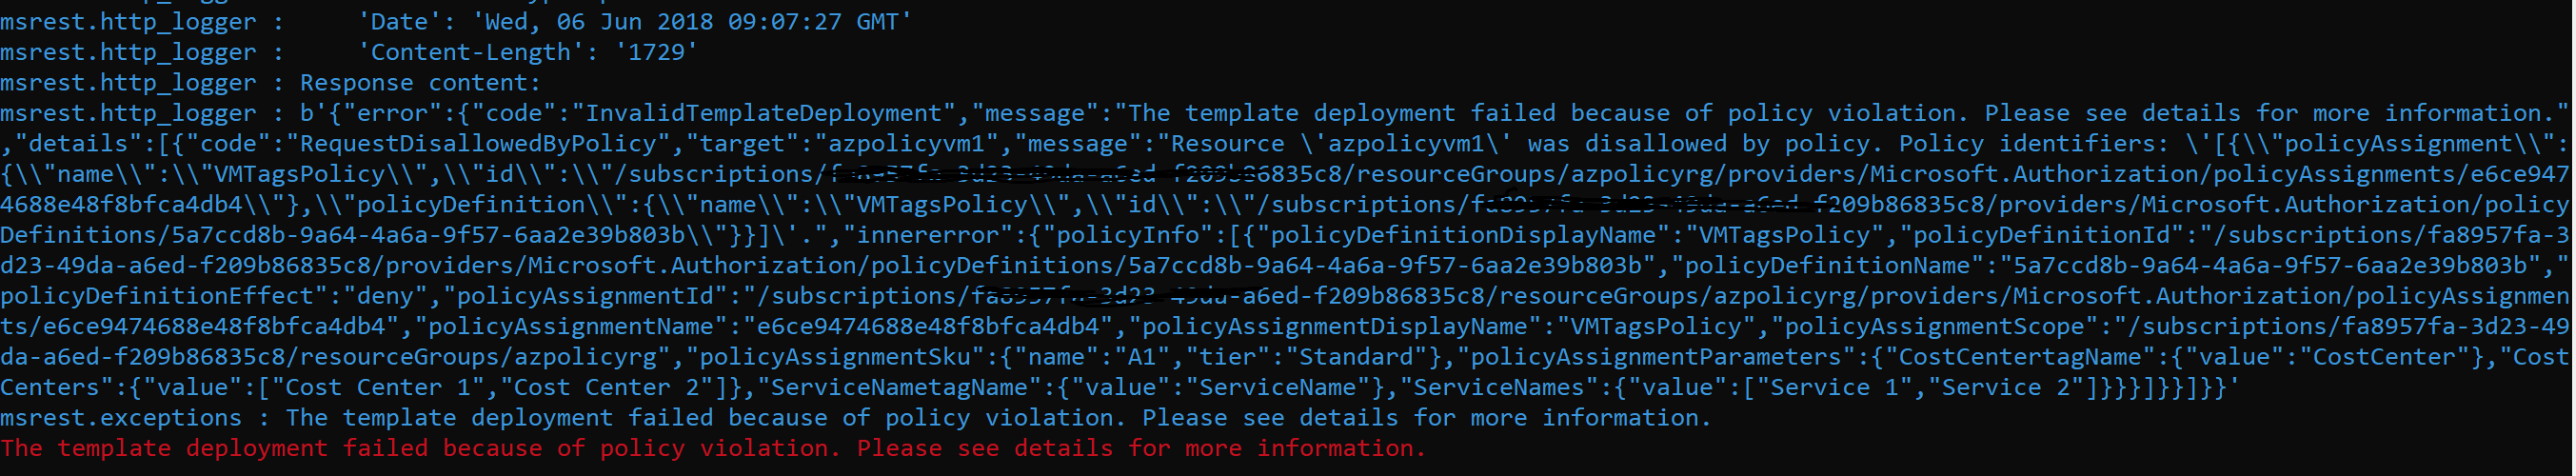 msrest.http_logger :     'Date': 'Wed, 06 Jun 2018 09:07:27 GMT'
msrest.http_logger :     'Content-Length': '1729'
msrest.http_logger : Response content:
msrest.http_logger : b'{"error":{"code":"InvalidTemplateDeployment","message":"The template deployment failed because of policy violation. Please see details for more information."
,"details":[{"code":"RequestDisallowedByPolicy","target":"azpolicyvm1","message":"Resource \'azpolicyvm1\' was disallowed by policy. Policy identifiers: \'[{\\"policyAssignment\\":
{\\"name\\":\\"VMTagsPolicy\\",\\"id\\":\\"/subscriptions/ 6835c8/resourceGroups/azpolicyrg/providers/Microsoft.Authorization/policyAssignments/e6ce947
4688e48f8bfca4db4\\"},\\"policyDefinition\\":{\\"name\\":\\"VMTagsPolicy\\",\\"id\\":\\"/subscriptions/ 209b86835c8/providers/Microsoft.Authorization/policy
Definitions/5a7ccd8b-9a64-4a6a-9f57-6aa2e39b803b\\"}}]\'.","innererror":{"policyInfo":[{"policyDefinitionDisplayName":"VMTagsPolicy","policyDefinitionId":"/subscriptions/fa8957fa-3
d23-49da-a6ed-f209b86835c8/providers/Microsoft.Authorization/policyDefinitions/5a7ccd8b-9a64-4a6a-9f57-6aa2e39b803b","policyDefinitionName":"5a7ccd8b-9a64-4a6a-9f57-6aa2e39b803b","
policyDefinitionEffect":"deny","policyAssignmentId":"/subscriptions/ -a6ed-f209b86835c8/resourceGroups/azpolicyrg/providers/Microsoft.Authorization/policyAssignmen
ts/e6ce9474688e48f8bfca4db4","policyAssignmentName":"e6ce9474688e48f8bfca4db4","policyAssignmentDisplayName":"VMTagsPolicy","policyAssignmentScope":"/subscriptions/fa8957fa-3d23-49
da-a6ed-f209b86835c8/resourceGroups/azpolicyrg","policyAssignmentSku":{"name":"A1","tier":"Standard"},"policyAssignmentParameters":{"CostCentertagName":{"value":"CostCenter"},"Cost
Centers":{"value":["Cost Center 1","Cost Center 2"]},"ServiceNametagName":{"value":"ServiceName"},"ServiceNames":{"value":["Service 1","Service 2"]}}}]}}]}}'
msrest.exceptions : The template deployment failed because of policy violation. Please see details for more information.
The template deployment failed because of policy violation. Please see details for more information.